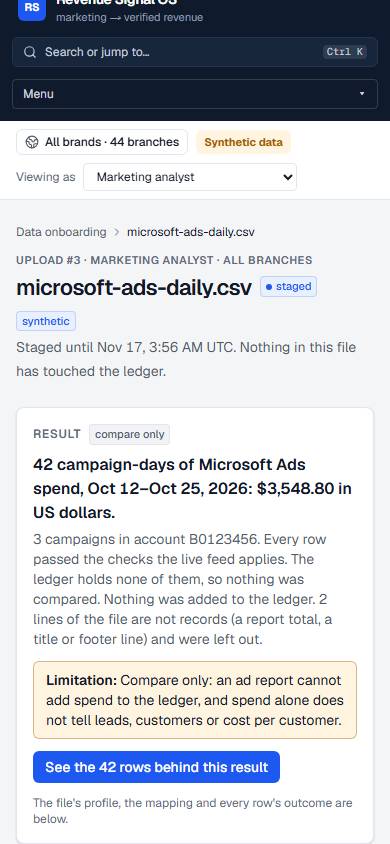 RS Revenue Signal OS
marketing → verified revenue
Search or jump to... Ctrl K
Menu
All brands · 44 branches Synthetic data
Viewing as Marketing analyst
Data onboarding > microsoft-ads-daily.csv
UPLOAD #3 · MARKETING ANALYST · ALL BRANCHES
microsoft-ads-daily.csv staged
synthetic
Staged until Nov 17, 3:56 AM UTC. Nothing in this file
has touched the ledger.
RESULT compare only
42 campaign-days of Microsoft Ads
spend, Oct 12–Oct 25, 2026: $3,548.80 in
US dollars.
3 campaigns in account B0123456. Every row
passed the checks the live feed applies. The
ledger holds none of them, so nothing was
compared. Nothing was added to the ledger. 2
lines of the file are not records (a report total, a
title or footer line) and were left out.
Limitation: Compare only: an ad report cannot
add spend to the ledger, and spend alone does
not tell leads, customers or cost per customer.
See the 42 rows behind this result
The file's profile, the mapping and every row's outcome are
below.